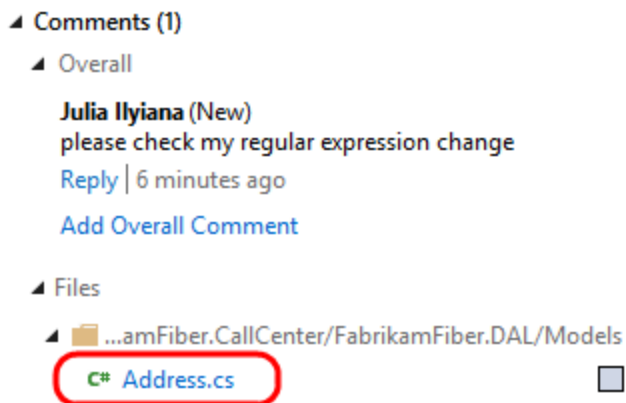 Comments (1)
Overall
Julia Ilyiana (New)
please check my regular expression change
Reply | 6 minutes ago
Add Overall Comment
Files
...amFiber.CallCenter/FabrikamFiber.DAL/Models
C# Address.cs